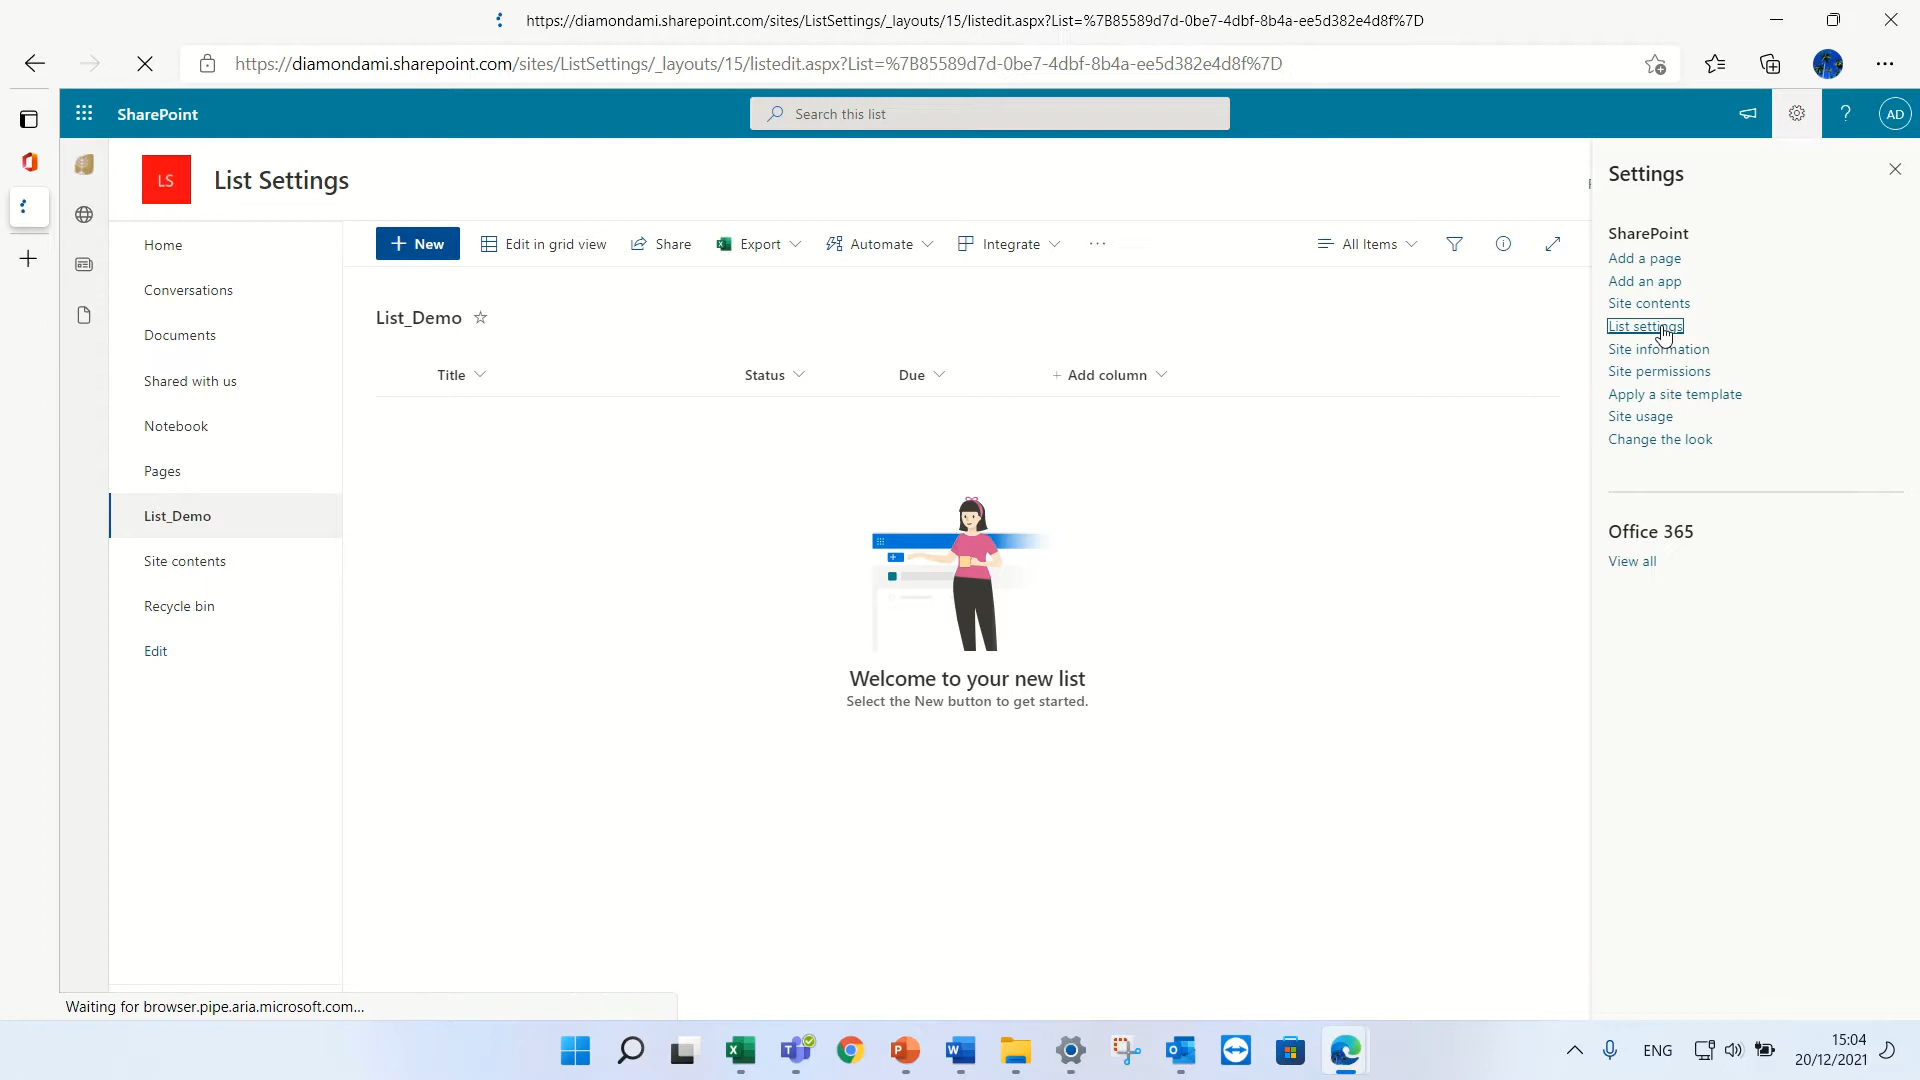 https://diamondami.sharepoint.com/sites/ListSettings/_layouts/15/listedit.aspx?List=%7B85589d7d-0be7-4dbf-8b4a-ee5d382e4d8f%7D
https://diamondami.sharepoint.com/sites/ListSettings/_layouts/15/listedit.aspx?List=%7B85589d7d-0be7-4dbf-8b4a-ee5d382e4d8f%7D
SharePoint
Search this list
? AD
LS
List Settings
Home
Conversations
Documents
Shared with us
Notebook
Pages
List_Demo
Site contents
Recycle bin
Edit
+ New Edit in grid view Share Export Automate Integrate ... All Items
List_Demo
Title Status Due + Add column
Welcome to your new list
Select the New button to get started.
Settings
SharePoint
Add a page
Add an app
Site contents
List settings
Site information
Site permissions
Apply a site template
Site usage
Change the look
Office 365
View all
Waiting for browser.pipe.aria.microsoft.com...
ENG
15:04
20/12/2021